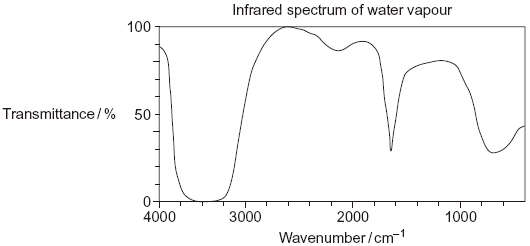 Infrared spectrum of water vapour
100
Transmittance / %
50
0
4000 3000 2000 1000
Wavenumber / cm⁻¹